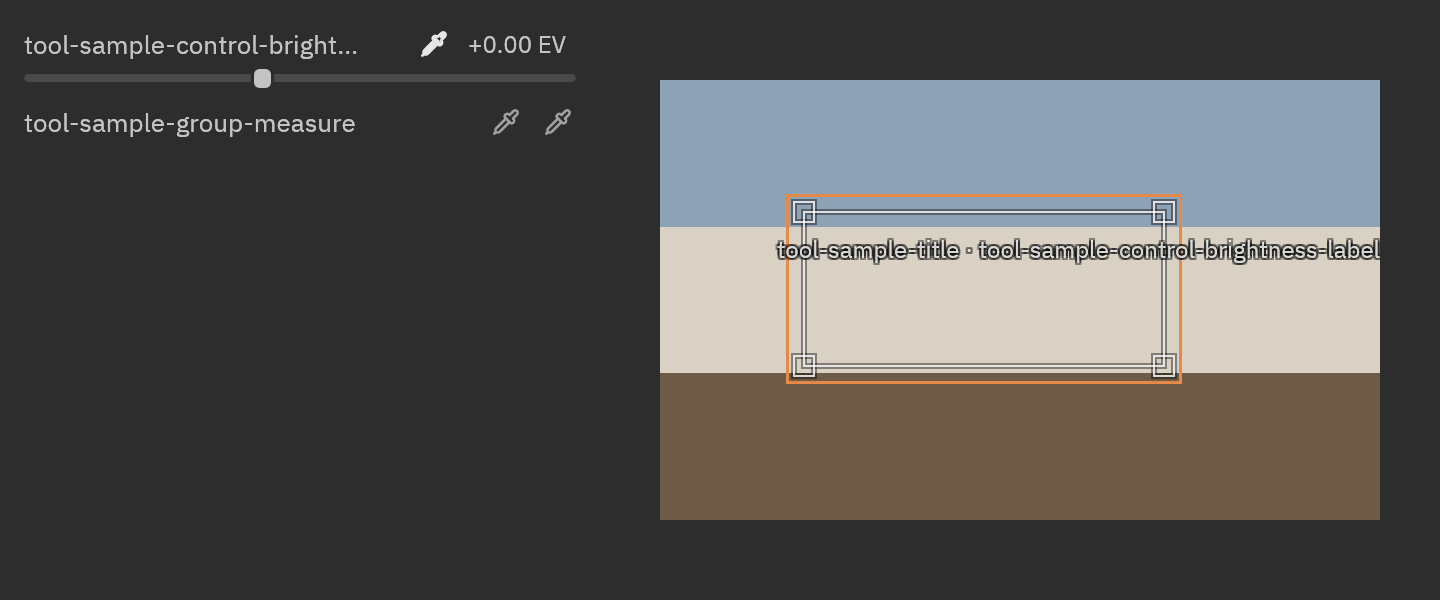 tool-sample-control-bright…
+0.00 EV
tool-sample-group-measure
tool-sample-title · tool-sample-control-brightness-label